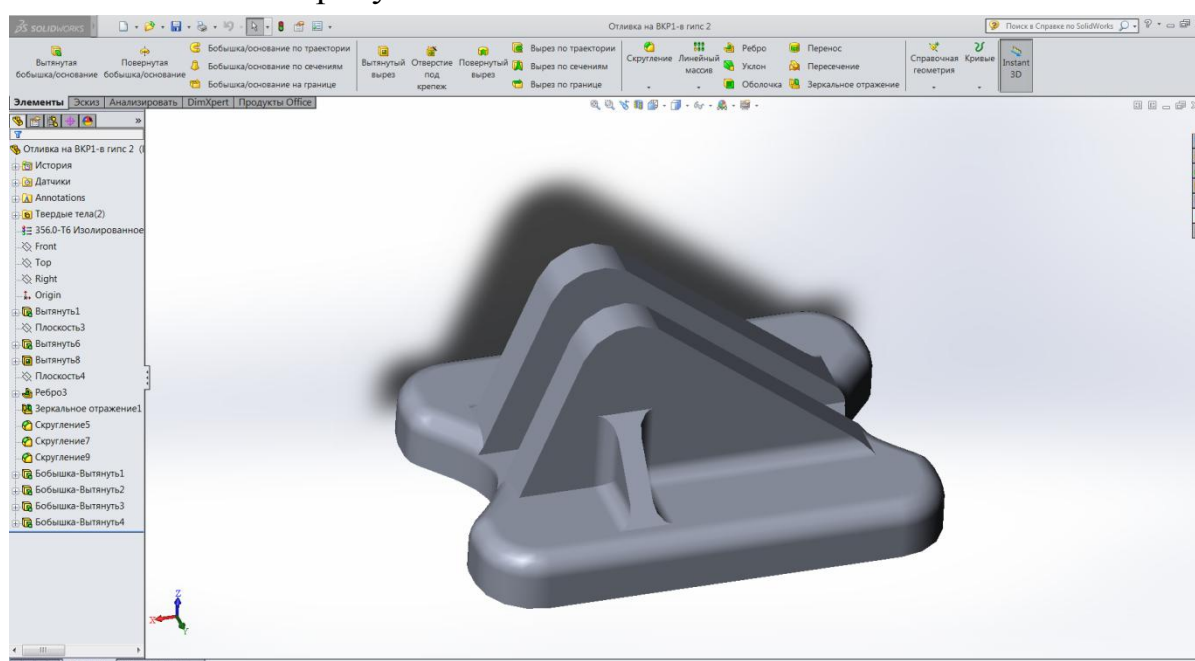 SOLIDWORKS
Отливка на ВКР1-в гипс 2
Поиск в Справке по SolidWorks
Вытянутая бобышка/основание
Повернутая бобышка/основание
Бобышка/основание по траектории
Бобышка/основание по сечениям
Бобышка/основание на границе
Вытянутый вырез
Отверстие под крепеж
Повернутый вырез
Вырез по траектории
Вырез по сечениям
Вырез по границе
Скругление
Линейный массив
Ребро
Уклон
Оболочка
Перенос
Пересечение
Зеркальное отражение
Справочная геометрия
Кривые
Instant 3D
Элементы Эскиз Анализировать DimXpert Продукты Office
Отливка на ВКР1-в гипс 2 (
История
Датчики
Annotations
Твердые тела(2)
356.0-T6 Изолированное
Front
Top
Right
Origin
Вытянуть1
Плоскость3
Вытянуть6
Вытянуть8
Плоскость4
Ребро3
Зеркальное отражение1
Скругление5
Скругление7
Скругление9
Бобышка-Вытянуть1
Бобышка-Вытянуть2
Бобышка-Вытянуть3
Бобышка-Вытянуть4
Z
X
Y